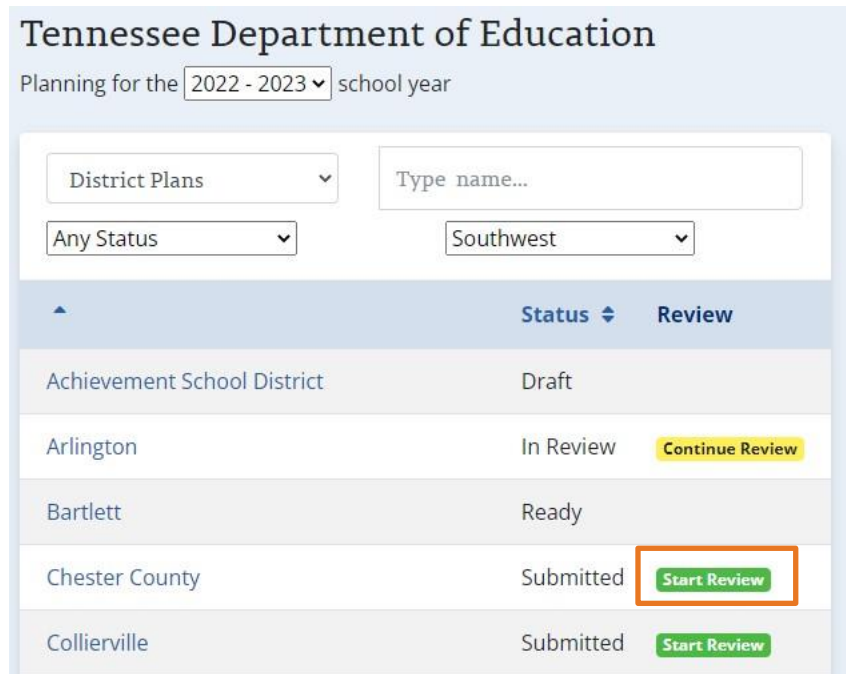 Tennessee Department of Education
Planning for the 2022 - 2023 school year
District Plans Type name...
Any Status Southwest
Status Review
Achievement School District Draft
Arlington In Review Continue Review
Bartlett Ready
Chester County Submitted Start Review
Collierville Submitted Start Review